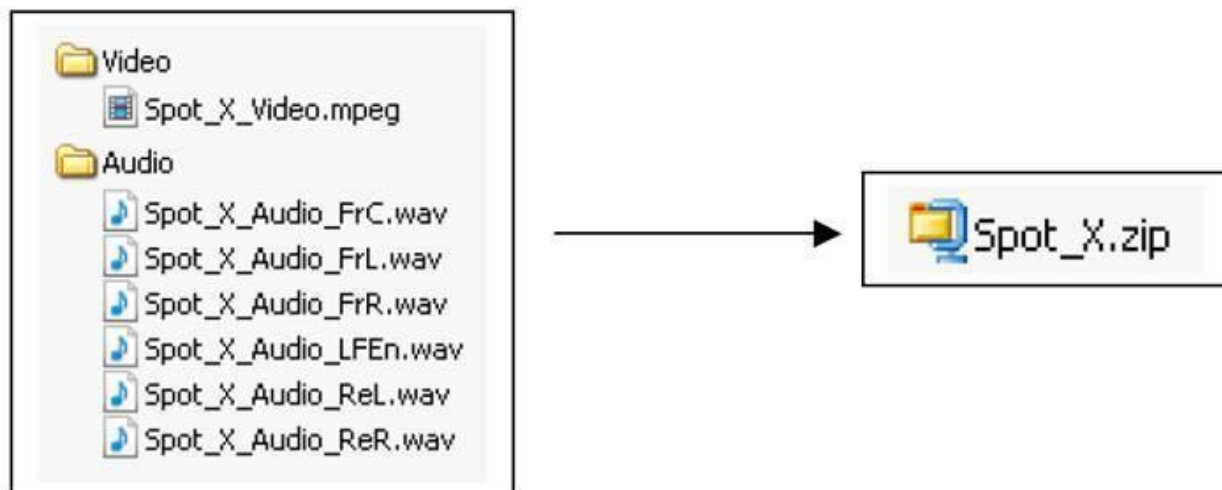 Video
Spot_X_Video.mpeg
Audio
Spot_X_Audio_FrC.wav
Spot_X_Audio_FrL.wav
Spot_X_Audio_FrR.wav
Spot_X_Audio_LFEn.wav
Spot_X_Audio_ReL.wav
Spot_X_Audio_ReR.wav
Spot_X.zip